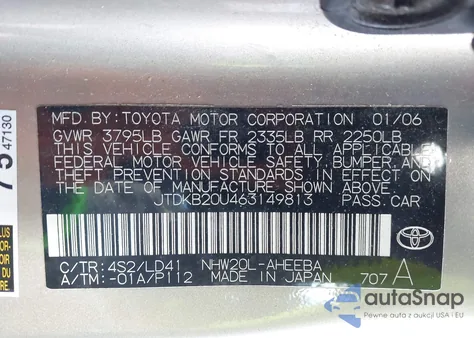 MFD. BY: TOYOTA MOTOR CORPORATION 01/06
GVWR 3795LB GAWR FR 2335LB RR 2250LB
THIS VEHICLE CONFORMS TO ALL APPLICABLE
FEDERAL MOTOR VEHICLE SAFETY, BUMPER, AND
THEFT PREVENTION STANDARDS IN EFFECT ON
THE DATE OF MANUFACTURE SHOWN ABOVE.
JTDKB20U463149813 PASS.CAR
C/TR: 4S2/LD41 NHW20L-AHEEBA
A/TM:-01A/P112 MADE IN JAPAN 707 A
TOYOTA
47130
autoSnap
Pewne auta z USA i EU